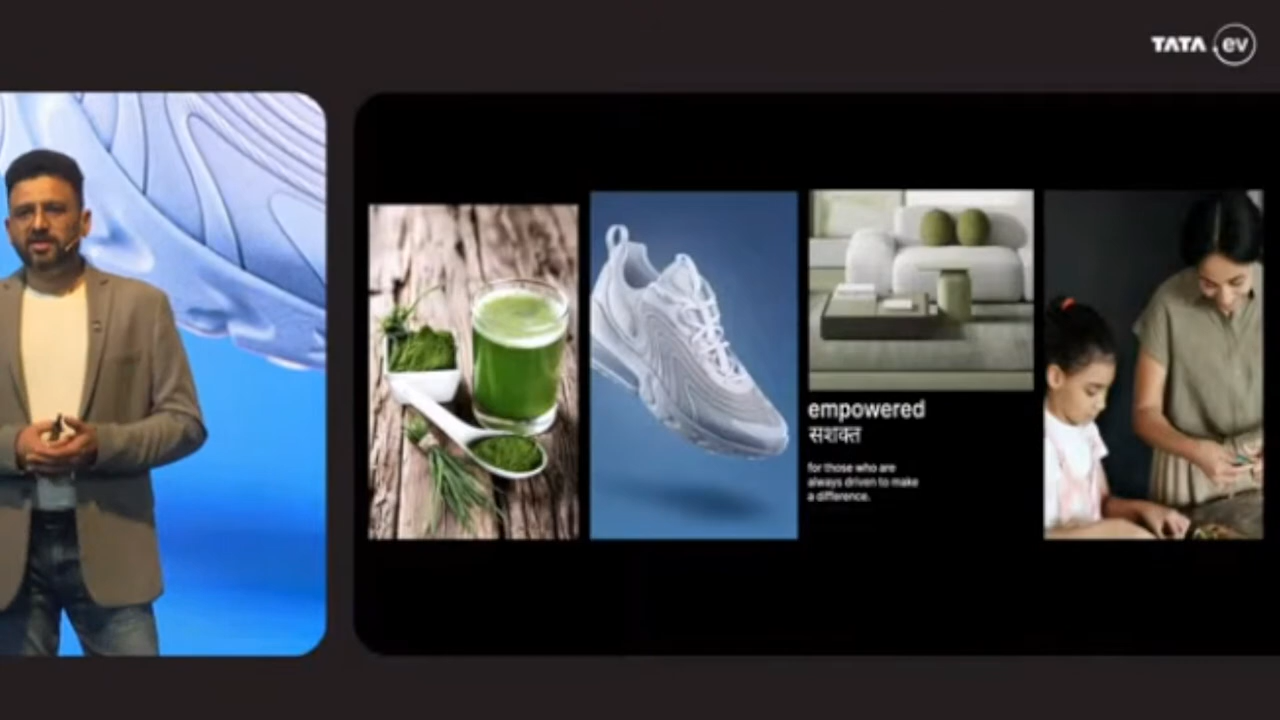 TATA .ev
empowered
सशक्त
for those who are
always driven to make
a difference.